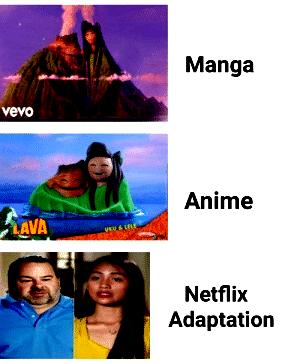 vevo
Manga
LAVA
UKU & LELE
Anime
Netflix
Adaptation